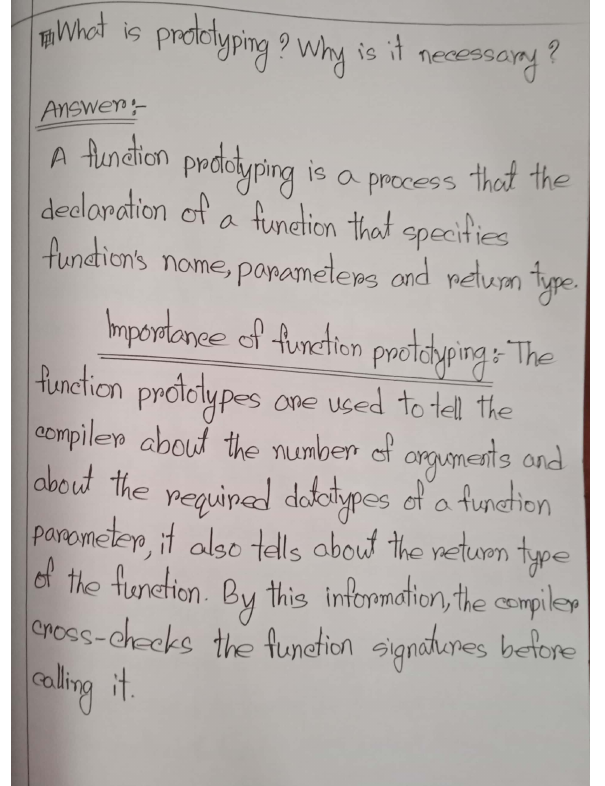 What is prototyping? Why is it necessary?
Answer:-
A function prototyping is a process that the
declaration of a function that specifies
function's name, parameters and return type.
Importance of function prototyping:- The
function prototypes are used to tell the
compiler about the number of arguments and
about the required datatypes of a function
parameter, it also tells about the return type
of the function. By this information, the compiler
cross-checks the function signatures before
calling it.